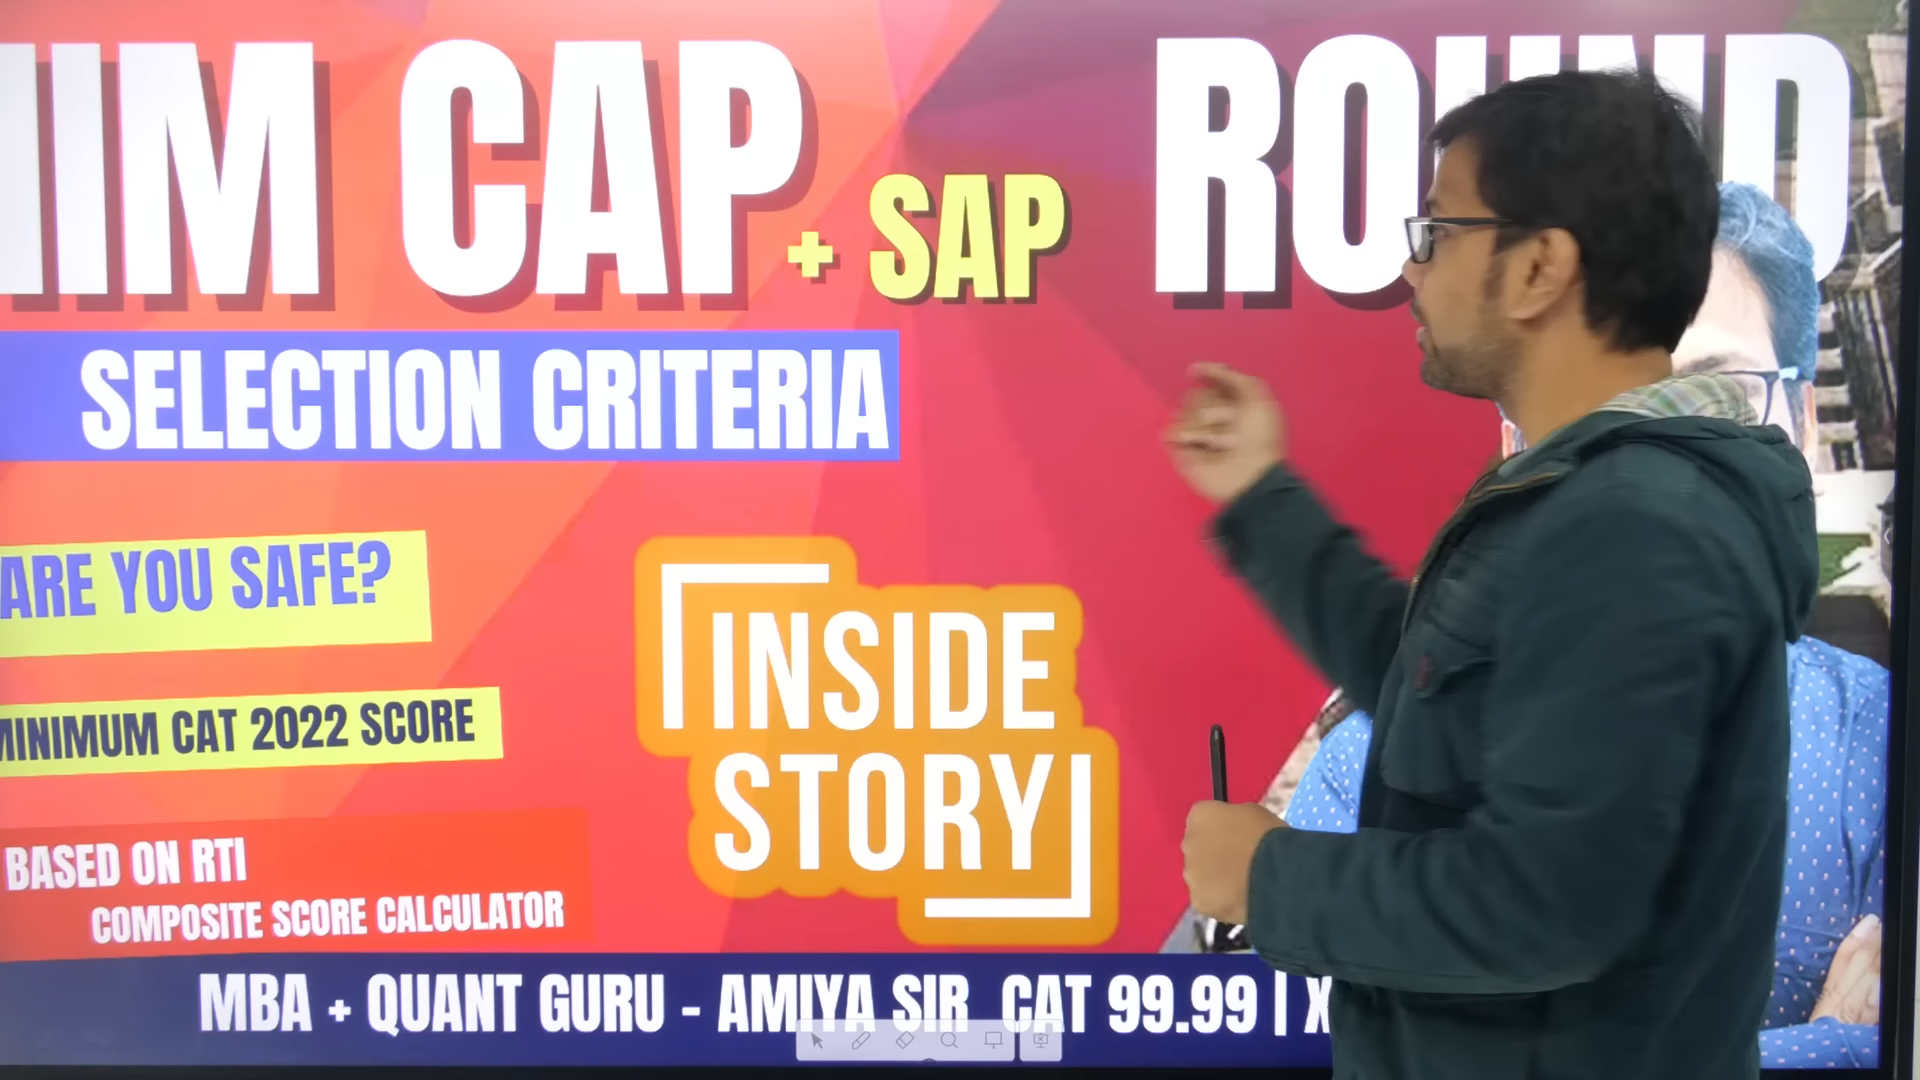 IIM CAP + SAP ROUND
SELECTION CRITERIA
ARE YOU SAFE?
MINIMUM CAT 2022 SCORE
INSIDE
STORY
BASED ON RTI
COMPOSITE SCORE CALCULATOR
MBA + QUANT GURU - AMIYA SIR CAT 99.99 | X